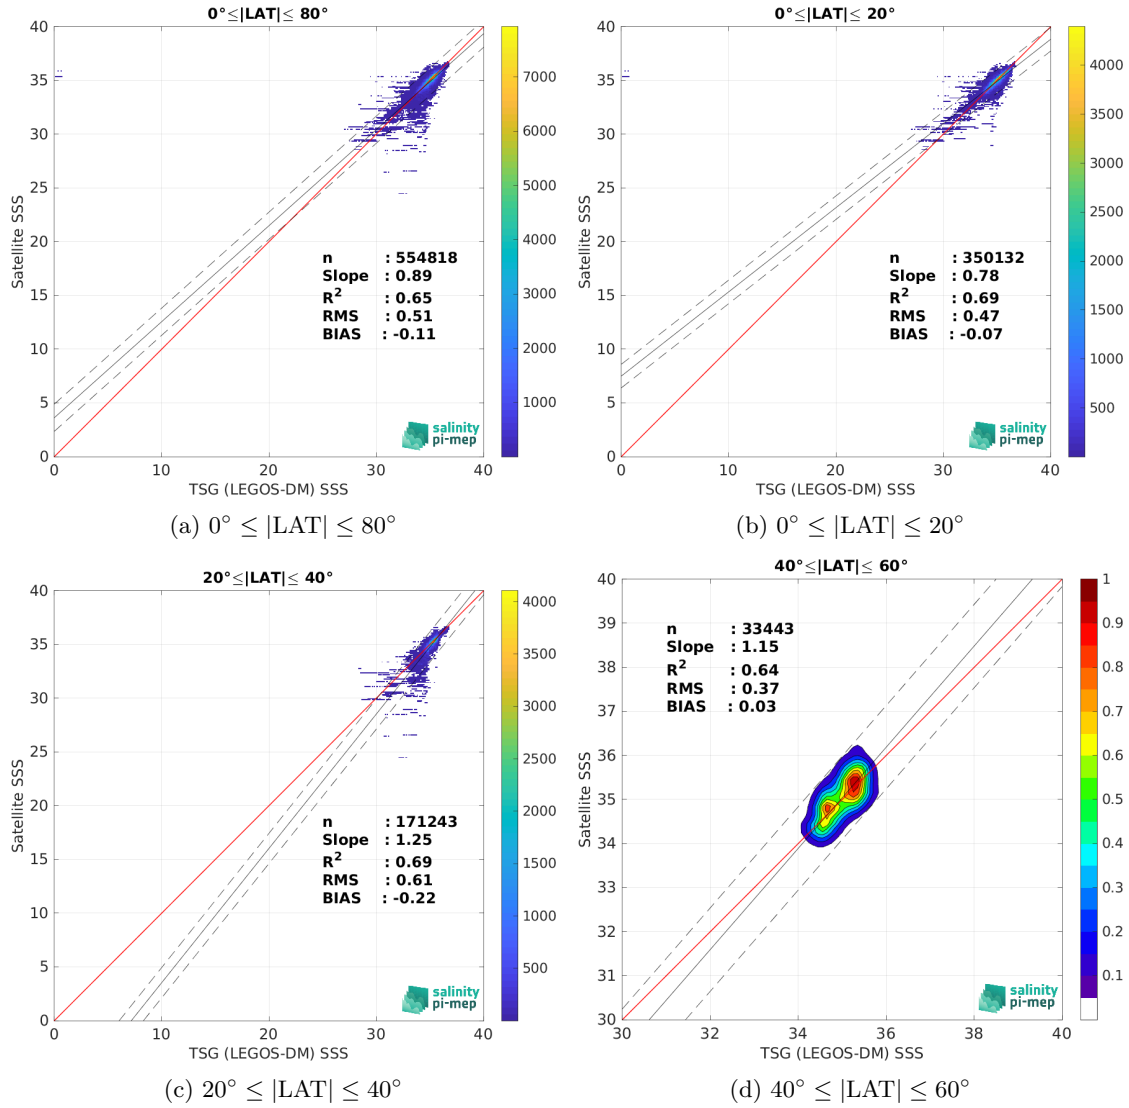 0°≤|LAT|≤ 80°
40
35
30
25
20
15
10
5
0
0
10
20
30
40
Satellite SSS
TSG (LEGOS-DM) SSS
n : 554818
Slope : 0.89
R2 : 0.65
RMS : 0.51
BIAS : -0.11
7000
6000
5000
4000
3000
2000
1000
salinity
pi-mep
(a) 0° ≤ |LAT| ≤ 80°
0°≤|LAT|≤ 20°
40
35
30
25
20
15
10
5
0
0
10
20
30
40
Satellite SSS
TSG (LEGOS-DM) SSS
n : 350132
Slope : 0.78
R2 : 0.69
RMS : 0.47
BIAS : -0.07
4000
3500
3000
2500
2000
1500
1000
500
salinity
pi-mep
(b) 0° ≤ |LAT| ≤ 20°
20°≤|LAT|≤ 40°
40
35
30
25
20
15
10
5
0
0
10
20
30
40
Satellite SSS
TSG (LEGOS-DM) SSS
n : 171243
Slope : 1.25
R2 : 0.69
RMS : 0.61
BIAS : -0.22
4000
3500
3000
2500
2000
1500
1000
500
salinity
pi-mep
(c) 20° ≤ |LAT| ≤ 40°
40°≤|LAT|≤ 60°
40
39
38
37
36
35
34
33
32
31
30
30
32
34
36
38
40
Satellite SSS
TSG (LEGOS-DM) SSS
n : 33443
Slope : 1.15
R2 : 0.64
RMS : 0.37
BIAS : 0.03
1
0.9
0.8
0.7
0.6
0.5
0.4
0.3
0.2
0.1
salinity
pi-mep
(d) 40° ≤ |LAT| ≤ 60°